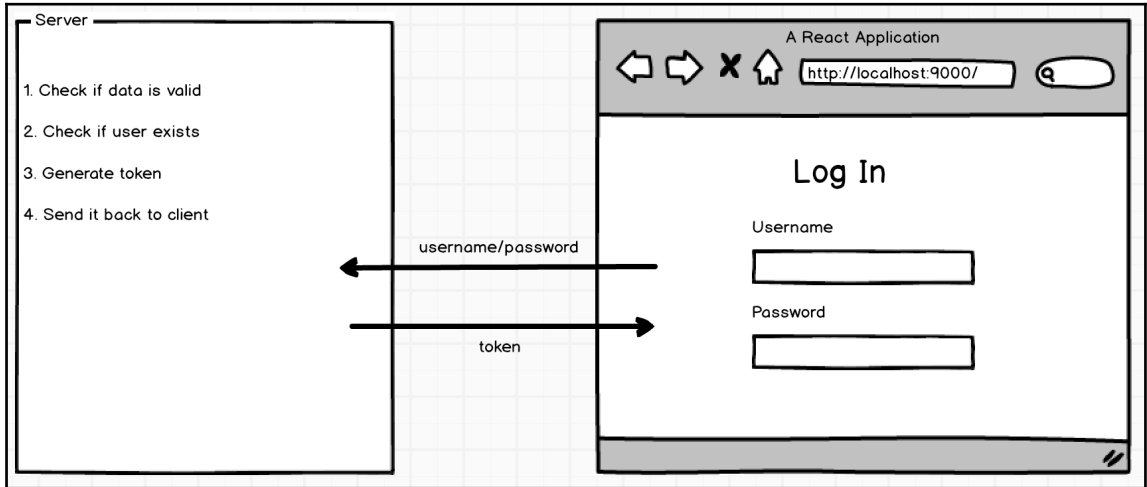 Server
1. Check if data is valid
2. Check if user exists
3. Generate token
4. Send it back to client
username/password
token
A React Application
http://localhost:9000/
Log In
Username
Password